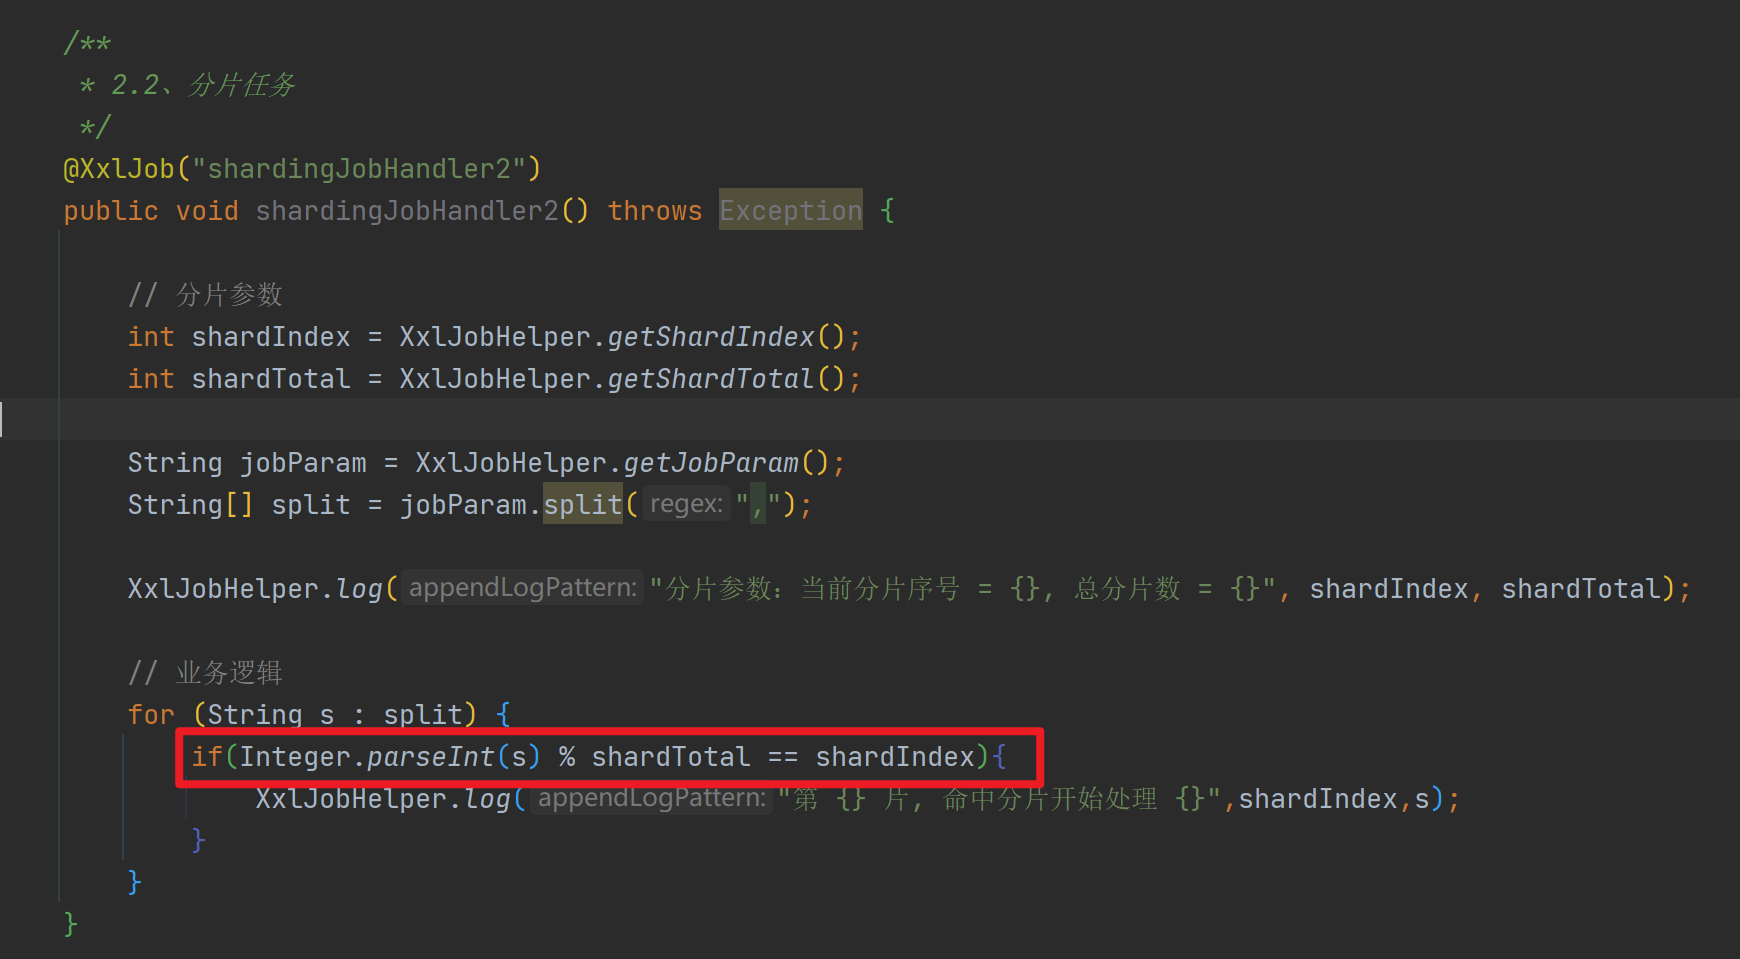 /**
* 2.2、分片任务
*/
@XxlJob("shardingJobHandler2")
public void shardingJobHandler2() throws Exception {
// 分片参数
int shardIndex = XxlJobHelper.getShardIndex();
int shardTotal = XxlJobHelper.getShardTotal();
String jobParam = XxlJobHelper.getJobParam();
String[] split = jobParam.split( regex: ",");
XxlJobHelper.log( appendLogPattern: "分片参数：当前分片序号 = {}, 总分片数 = {}", shardIndex, shardTotal);
// 业务逻辑
for (String s : split) {
if(Integer.parseInt(s) % shardTotal == shardIndex){
XxlJobHelper.log( appendLogPattern: "第 {} 片, 命中分片开始处理 {}",shardIndex,s);
}
}
}